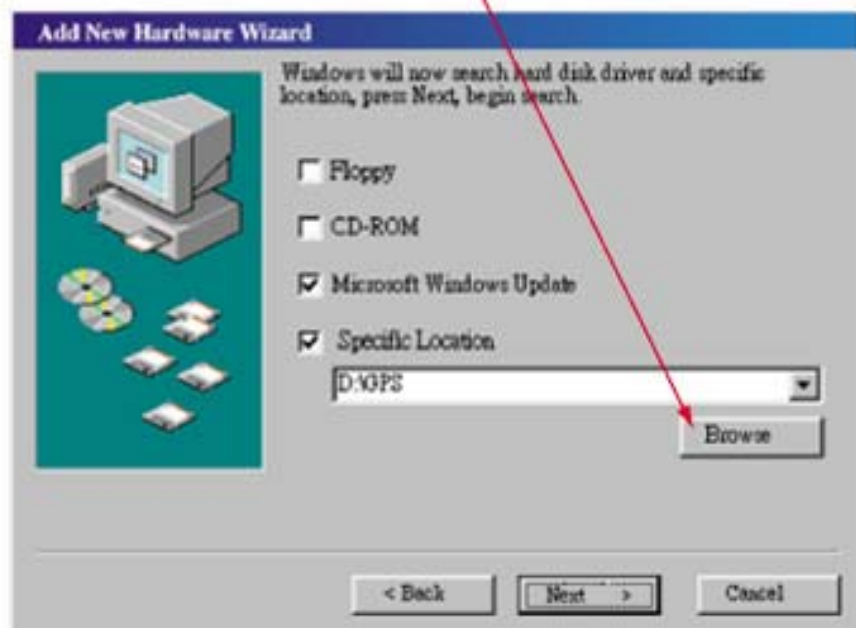 Add New Hardware Wizard
Windows will now search hard disk driver and specific
location, press Next, begin search.
Floppy
CD-ROM
Microsoft Windows Update
Specific Location
D:\GPS
Browse
< Back
Next >
Cancel